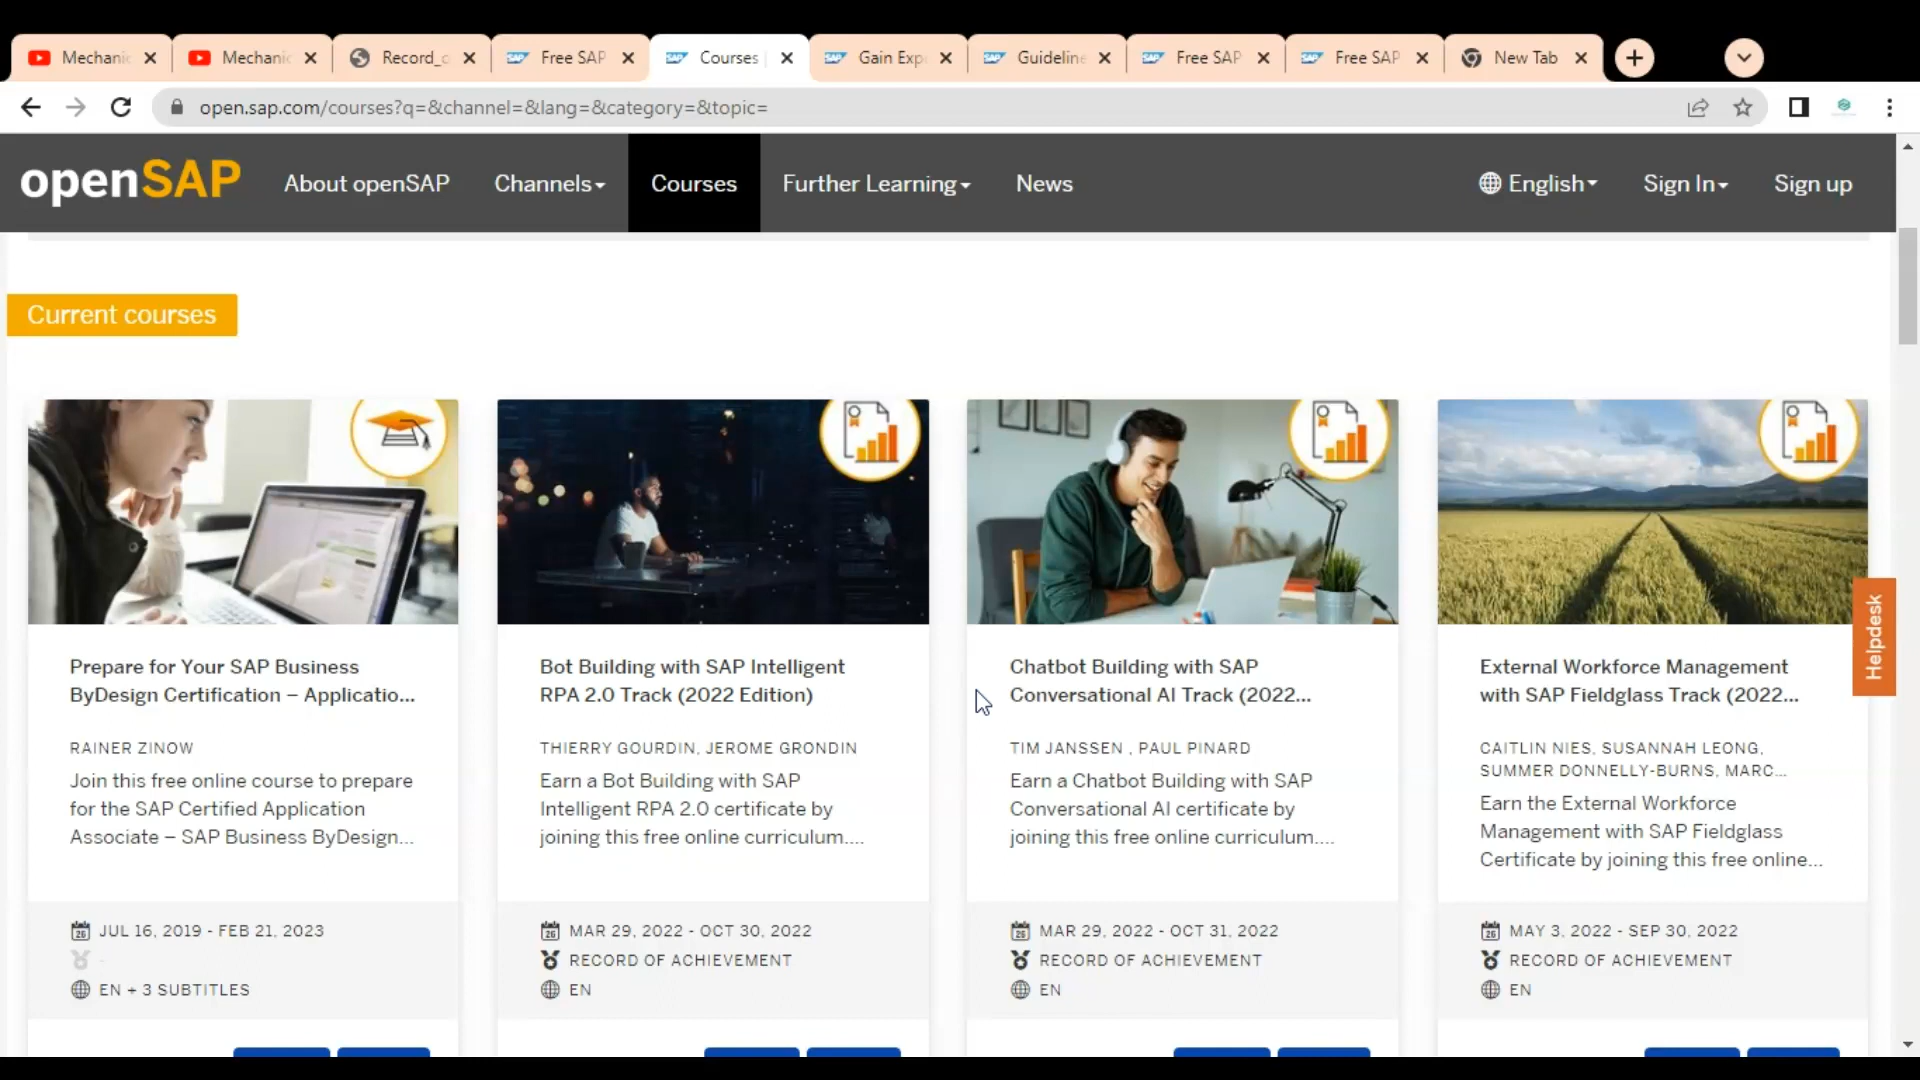 Mechani
Mechani
Record_o
Free SAP
Courses |
Gain Exp
Guideline
Free SAP
Free SAP
New Tab
open.sap.com/courses?q=&channel=&lang=&category=&topic=
openSAP
About openSAP
Channels
Courses
Further Learning
News
English
Sign In
Sign up
Current courses
Prepare for Your SAP Business
ByDesign Certification – Applicatio...
RAINER ZINOW
Join this free online course to prepare
for the SAP Certified Application
Associate – SAP Business ByDesign...
JUL 16, 2019 - FEB 21, 2023
-
EN + 3 SUBTITLES
Bot Building with SAP Intelligent
RPA 2.0 Track (2022 Edition)
THIERRY GOURDIN, JEROME GRONDIN
Earn a Bot Building with SAP
Intelligent RPA 2.0 certificate by
joining this free online curriculum....
MAR 29, 2022 - OCT 30, 2022
RECORD OF ACHIEVEMENT
EN
Chatbot Building with SAP
Conversational AI Track (2022...
TIM JANSSEN , PAUL PINARD
Earn a Chatbot Building with SAP
Conversational AI certificate by
joining this free online curriculum....
MAR 29, 2022 - OCT 31, 2022
RECORD OF ACHIEVEMENT
EN
External Workforce Management
with SAP Fieldglass Track (2022...
CAITLIN NIES, SUSANNAH LEONG,
SUMMER DONNELLY-BURNS, MARC...
Earn the External Workforce
Management with SAP Fieldglass
Certificate by joining this free online...
MAY 3, 2022 - SEP 30, 2022
RECORD OF ACHIEVEMENT
EN
Helpdesk